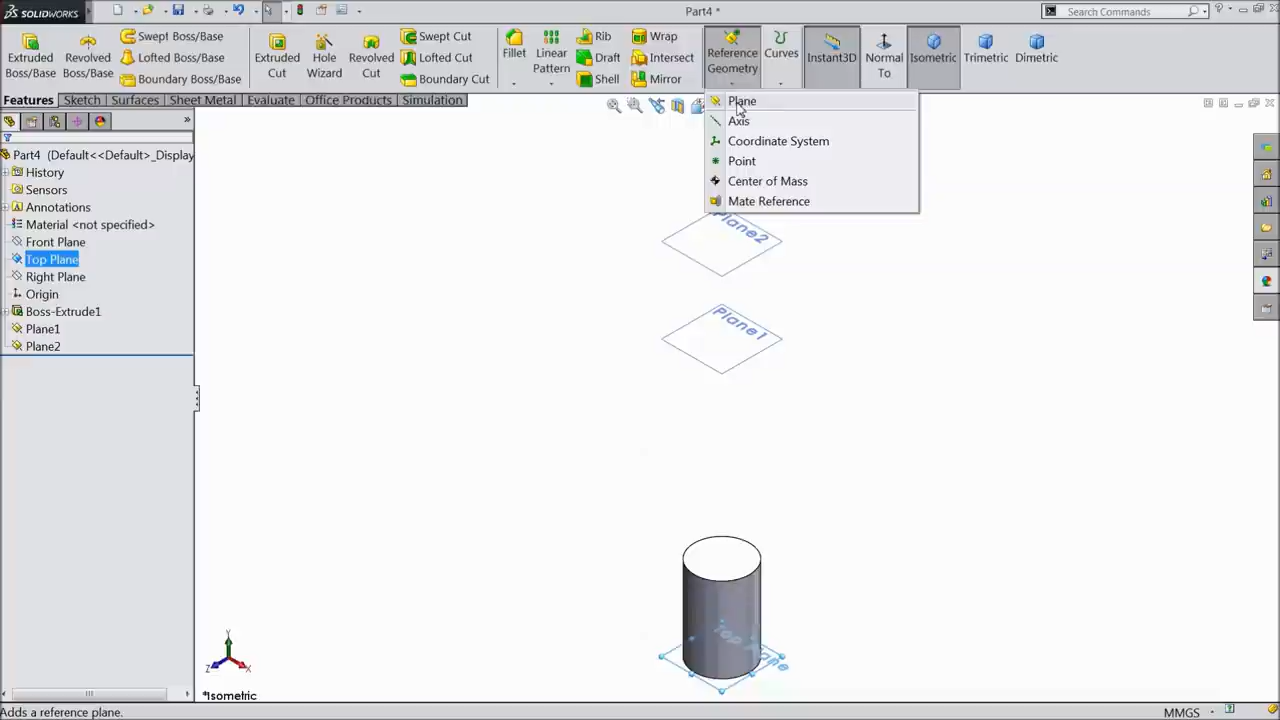 SOLIDWORKS
Part4 *
Search Commands
?
Extruded Boss/Base
Revolved Boss/Base
Swept Boss/Base
Lofted Boss/Base
Boundary Boss/Base
Extruded Cut
Hole Wizard
Revolved Cut
Swept Cut
Lofted Cut
Boundary Cut
Fillet
Linear Pattern
Rib
Draft
Shell
Wrap
Intersect
Mirror
Reference Geometry
Curves
Instant3D
Normal To
Isometric
Trimetric
Dimetric
Features
Sketch
Surfaces
Sheet Metal
Evaluate
Office Products
Simulation
Plane
Axis
Coordinate System
Point
Center of Mass
Mate Reference
»
Part4 (Default<<Default>_Display
History
Sensors
Annotations
Material <not specified>
Front Plane
Top Plane
Right Plane
Origin
Boss-Extrude1
Plane1
Plane2
Plane2
Plane1
Top Plane
Y
Z
X
*Isometric
Adds a reference plane.
MMGS
?